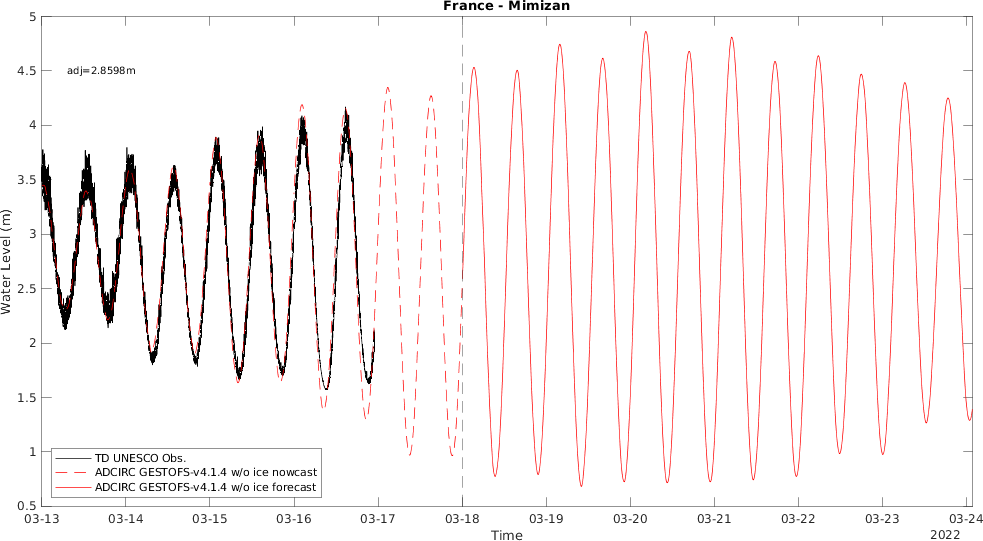 France - Mimizan
5
4.5
4
3.5
3
2.5
2
1.5
1
0.5
Water Level (m)
adj=2.8598m
TD UNESCO Obs.
ADCIRC GESTOFS-v4.1.4 w/o ice nowcast
ADCIRC GESTOFS-v4.1.4 w/o ice forecast
03-13 03-14 03-15 03-16 03-17 03-18 03-19 03-20 03-21 03-22 03-23 03-24
Time
2022